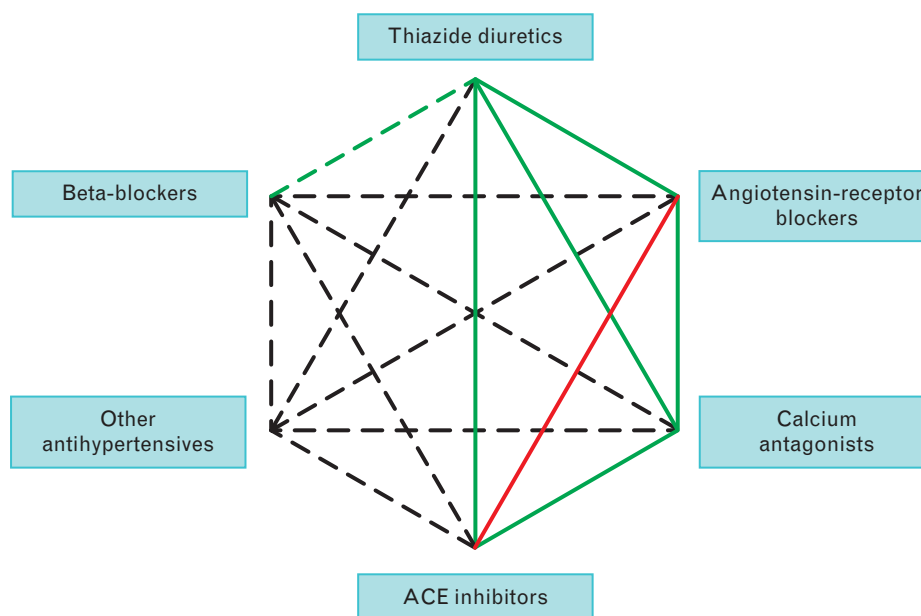 Thiazide diuretics
Beta-blockers
Angiotensin-receptor
blockers
Other
antihypertensives
Calcium
antagonists
ACE inhibitors